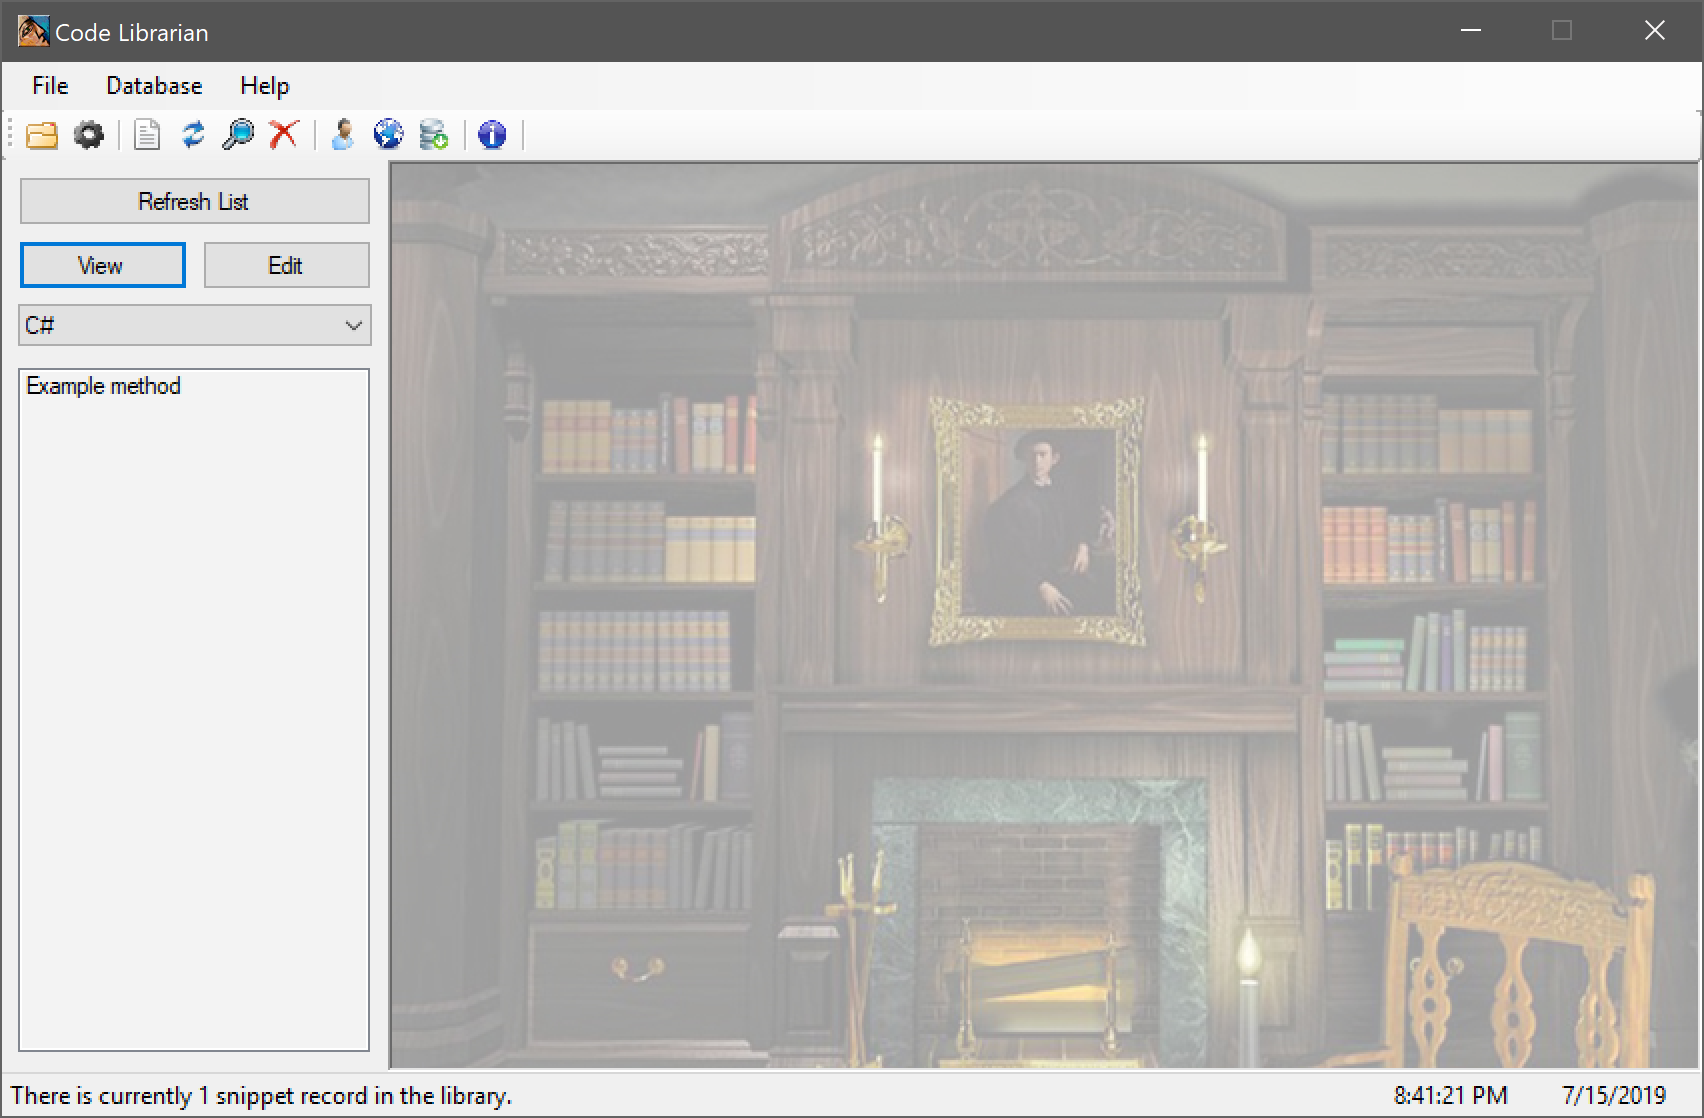 Code Librarian
File Database Help
Refresh List
View Edit
C#
Example method
There is currently 1 snippet record in the library. 8:41:21 PM 7/15/2019